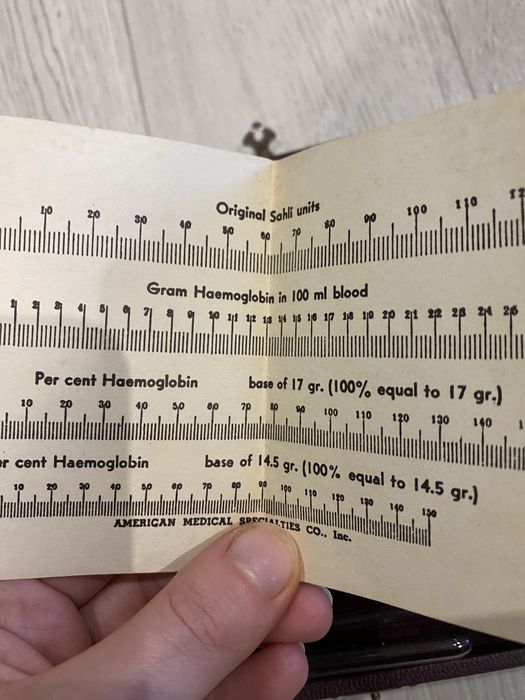 Original Sahli units
10 20 30 40 50 60 70 80 90 100 110 12
Gram Haemoglobin in 100 ml blood
1 2 3 4 5 6 7 8 9 10 11 12 13 14 15 16 17 18 19 20 21 22 23 24 25
Per cent Haemoglobin base of 17 gr. (100% equal to 17 gr.)
10 20 30 40 50 60 70 80 90 100 110 120 130 140 1
er cent Haemoglobin base of 14.5 gr. (100% equal to 14.5 gr.)
10 20 30 40 50 60 70 80 90 100 110 120 130 140 150
AMERICAN MEDICAL SPECIALTIES CO., Inc.